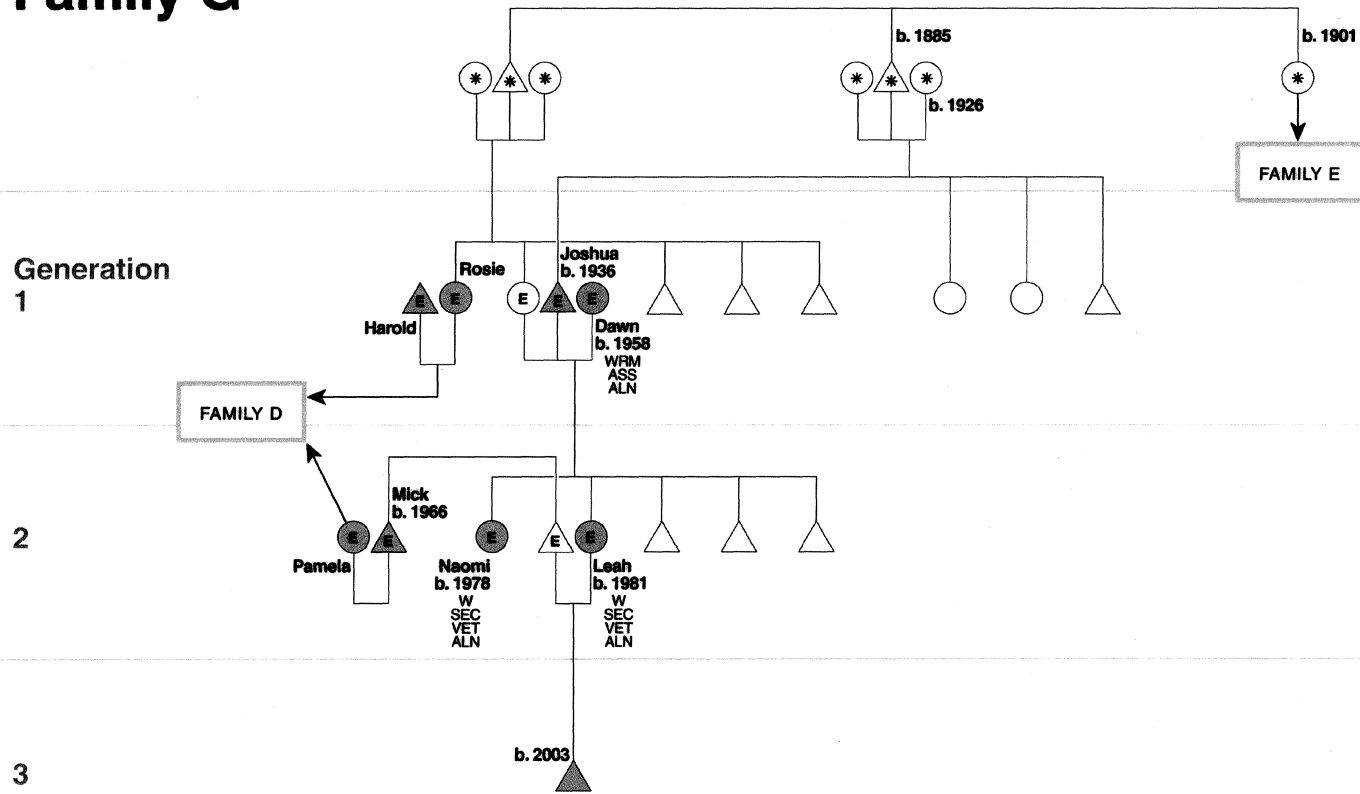 Family G
b. 1885
b. 1901
*
*
*
*
*
*
*
b. 1926
FAMILY E
Generation
1
Rosie
Joshua
b. 1936
E
E
E
E
E
Harold
Dawn
b. 1958
WRM
ASS
ALN
FAMILY D
2
Mick
b. 1966
E
E
E
E
E
Pamela
Naomi
b. 1978
W
SEC
VET
ALN
Leah
b. 1981
W
SEC
VET
ALN
3
b. 2003